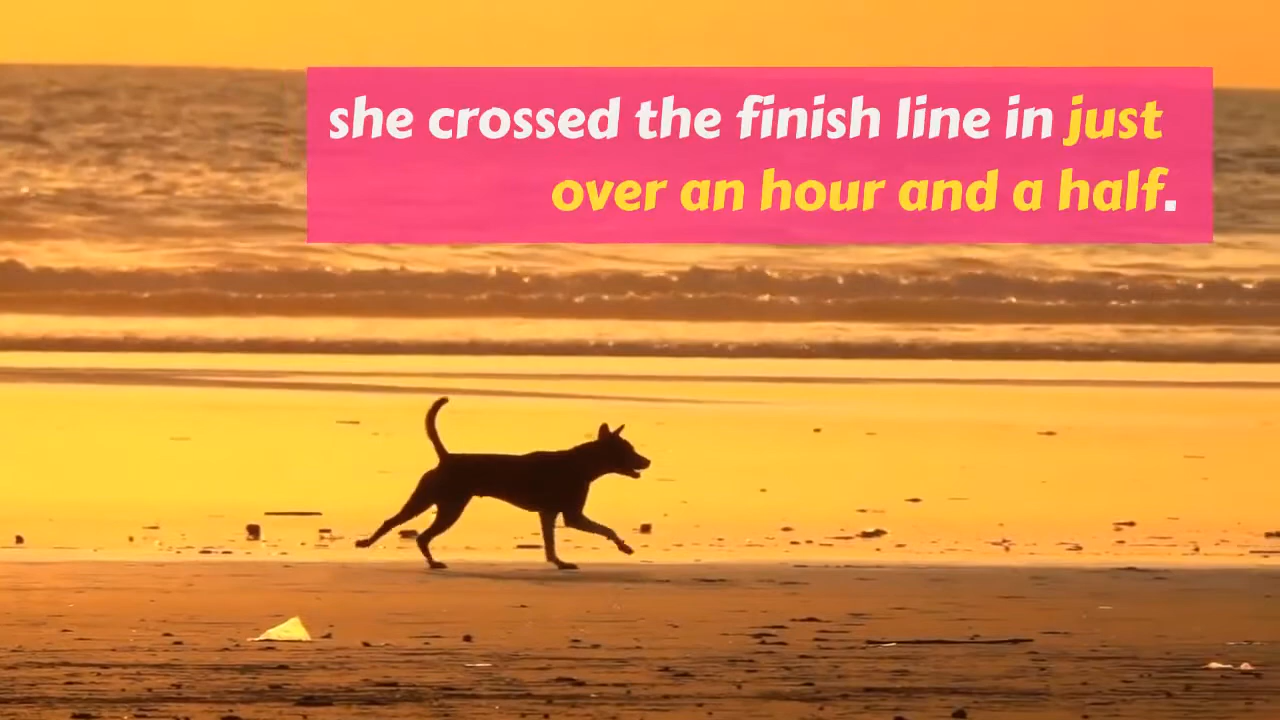 she crossed the finish line in just
over an hour and a half.